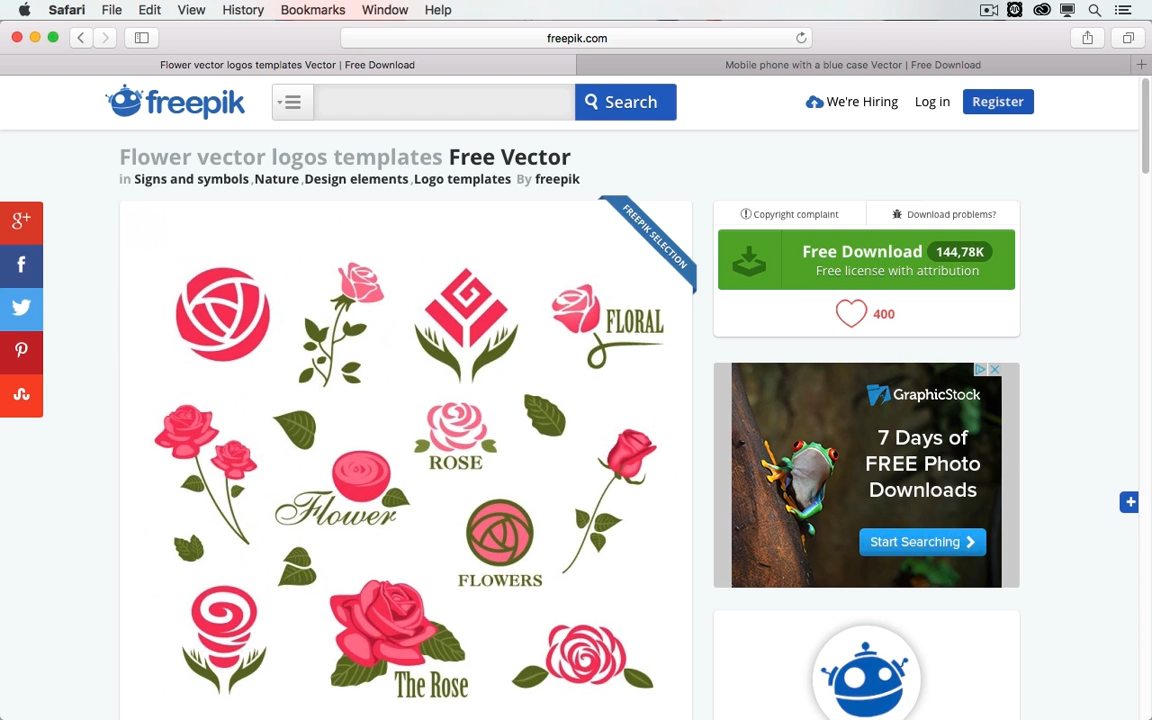 Safari File Edit View History Bookmarks Window Help
freepik.com
Flower vector logos templates Vector | Free Download
Mobile phone with a blue case Vector | Free Download
freepik
Search
We're Hiring
Log in
Register
Flower vector logos templates Free Vector
in Signs and symbols ,Nature ,Design elements ,Logo templates By freepik
g+
f
FREEPIK SELECTION
FLORAL
ROSE
Flower
FLOWERS
The Rose
Copyright complaint
Download problems?
Free Download 144,78K
Free license with attribution
400
GraphicStock
7 Days of
FREE Photo
Downloads
Start Searching